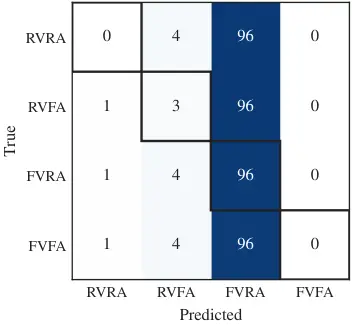 RVRA 0 4 96 0
RVFA 1 3 96 0
FVRA 1 4 96 0
FVFA 1 4 96 0
True
RVRA RVFA FVRA FVFA
Predicted